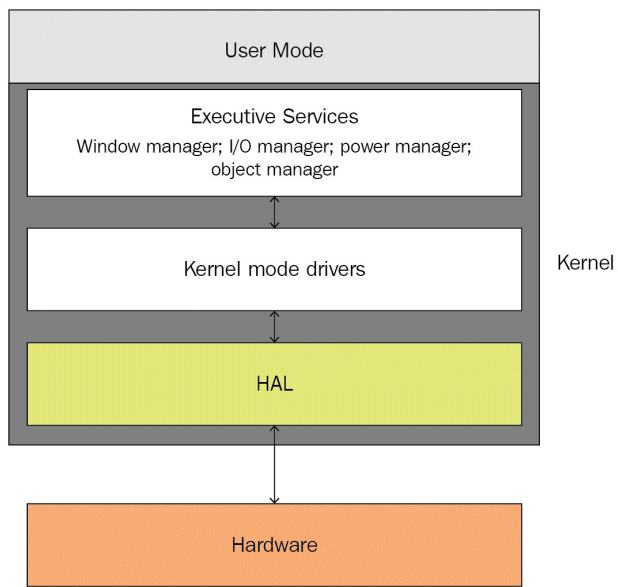 User Mode
Executive Services
Window manager; I/O manager; power manager;
object manager
Kernel mode drivers
Kernel
HAL
Hardware